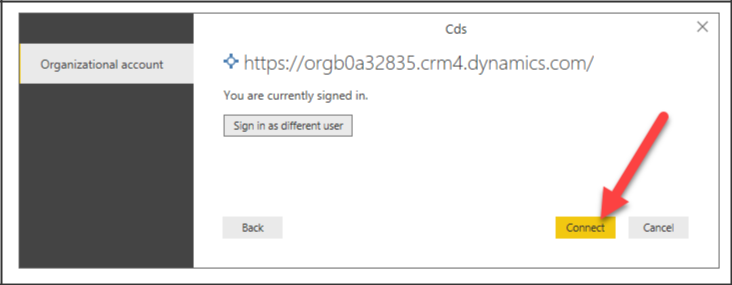 Cds
Organizational account
https://orgb0a32835.crm4.dynamics.com/
You are currently signed in.
Sign in as different user
Back
Connect
Cancel